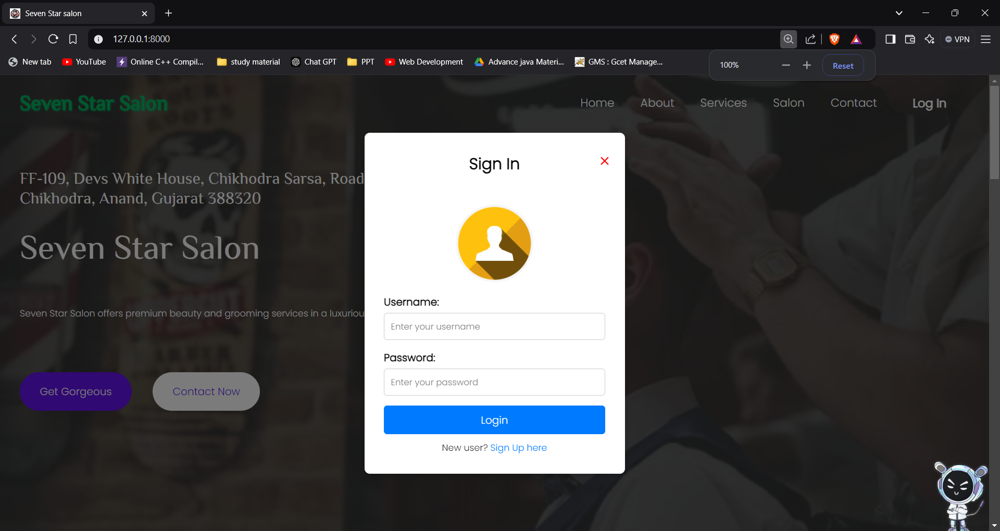 Seven Star salon
127.0.0.1:8000
VPN
New tab
YouTube
Online C++ Compil...
study material
Chat GPT
PPT
Web Development
Advance java Materi...
GMS : Gcet Manage...
100%
Reset
Seven Star Salon
Home
About
Services
Salon
Contact
Log In
FF-109, Devs White House, Chikhodra Sarsa, Road
Chikhodra, Anand, Gujarat 388320
Seven Star Salon
Seven Star Salon offers premium beauty and grooming services in a luxuriou
Get Gorgeous
Contact Now
Sign In
Username:
Enter your username
Password:
Enter your password
Login
New user? Sign Up here